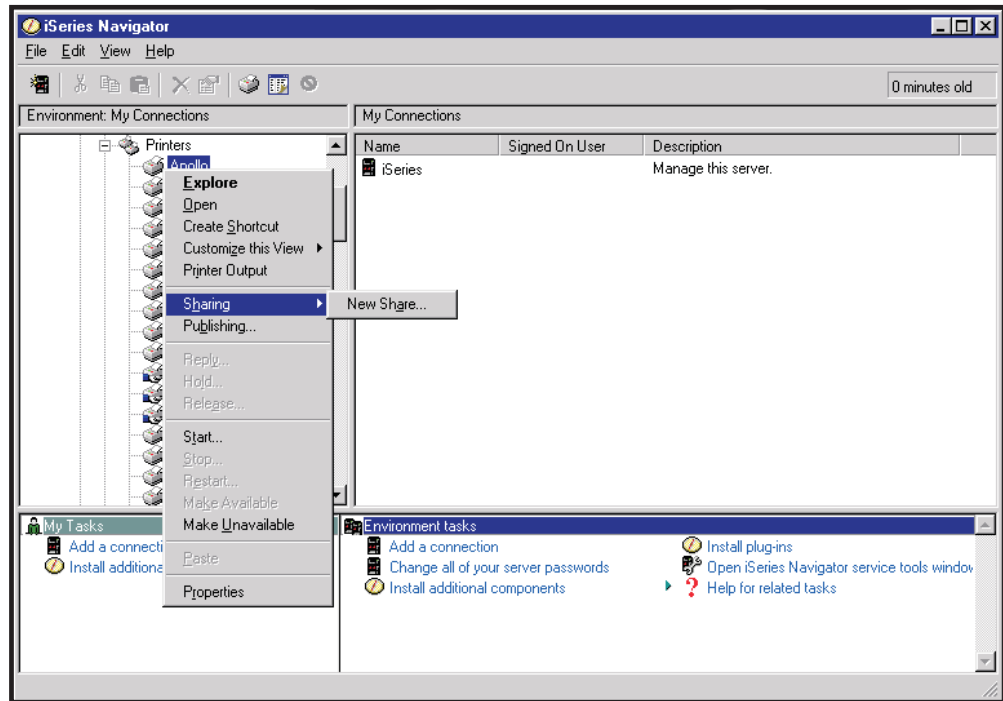 iSeries Navigator
File Edit View Help
0 minutes old
Environment: My Connections
My Connections
Printers
Apollo
Explore
Open
Create Shortcut
Customize this View
Printer Output
Sharing
Publishing...
Reply...
Hold...
Release...
Start...
Stop...
Restart...
Make Available
Make Unavailable
Paste
Properties
New Share...
Name Signed On User Description
iSeries Manage this server.
My Tasks
Add a connecti
Install additiona
Environment tasks
Add a connection
Change all of your server passwords
Install additional components
Install plug-ins
Open iSeries Navigator service tools window
Help for related tasks